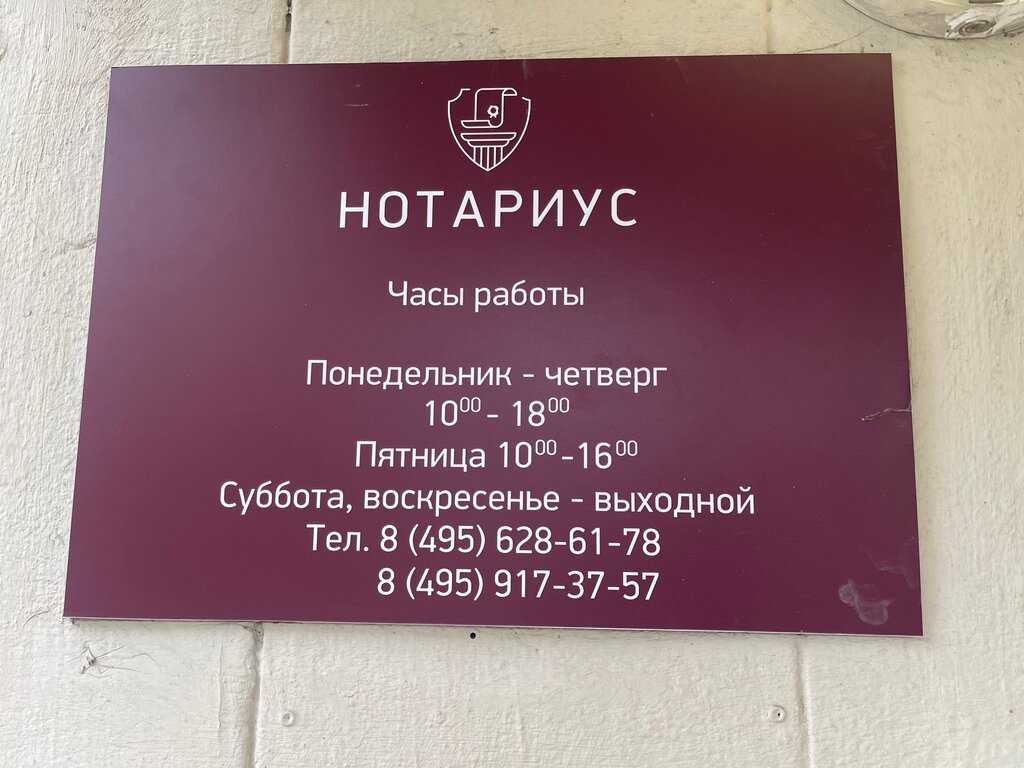 НОТАРИУС
Часы работы
Понедельник - четверг
10⁰⁰ - 18⁰⁰
Пятница 10⁰⁰ -16⁰⁰
Суббота, воскресенье - выходной
Тел. 8 (495) 628-61-78
8 (495) 917-37-57